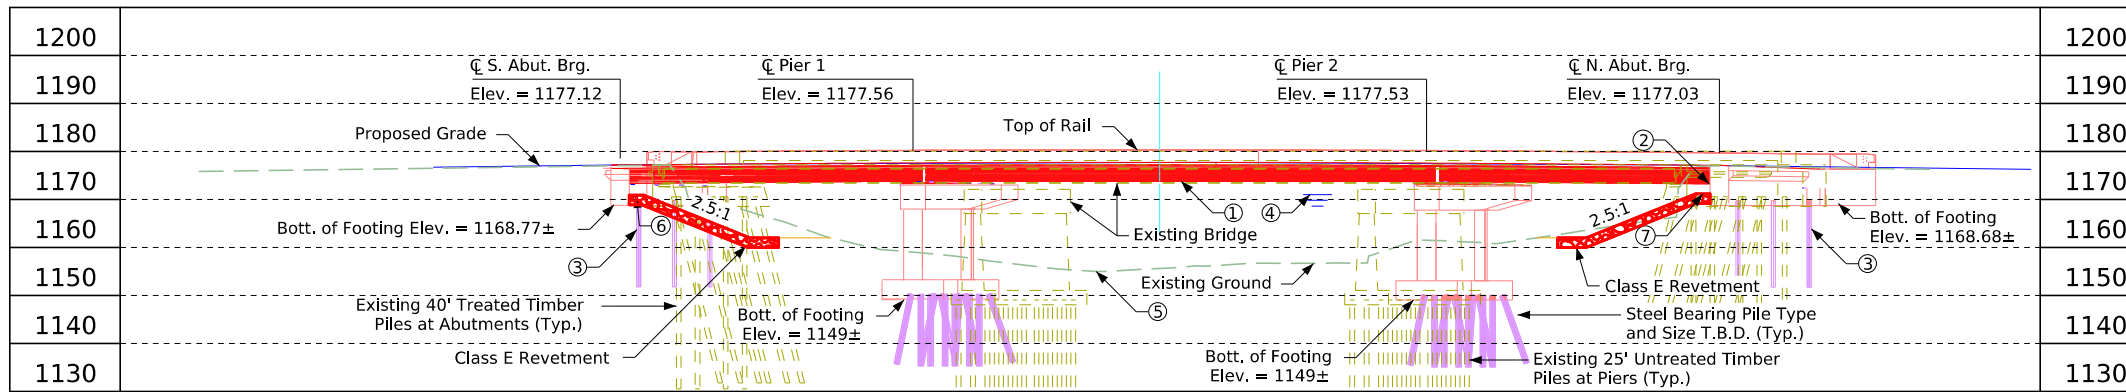 1200
1200
℄ S. Abut. Brg.
Elev. = 1177.12
℄ Pier 1
Elev. = 1177.56
℄ Pier 2
Elev. = 1177.53
℄ N. Abut. Brg.
Elev. = 1177.03
1190
1190
1180
Proposed Grade
Top of Rail
②
1180
1170
1170
2.5:1
①
④
2.5:1
⑥
Bott. of Footing Elev. = 1168.77±
Existing Bridge
⑦
Bott. of Footing
Elev. = 1168.68±
1160
1160
③
③
1150
Existing Ground
Class E Revetment
1150
Existing 40' Treated Timber
Piles at Abutments (Typ.)
Bott. of Footing
Elev. = 1149±
⑤
Steel Bearing Pile Type
and Size T.B.D. (Typ.)
1140
1140
Class E Revetment
Bott. of Footing
Elev. = 1149±
Existing 25' Untreated Timber
Piles at Piers (Typ.)
1130
1130